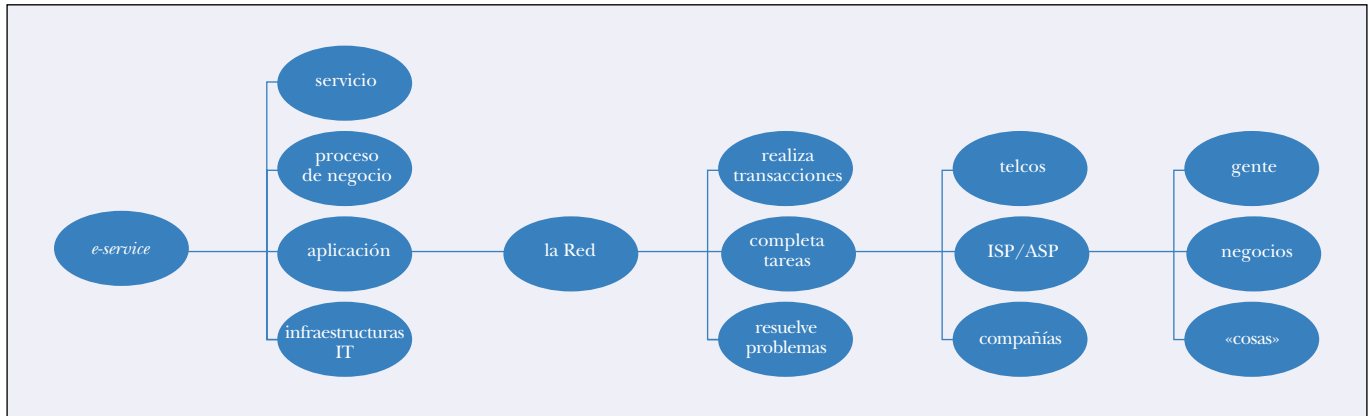 e-service
servicio
proceso
de negocio
aplicación
infraestructuras
IT
la Red
realiza
transacciones
completa
tareas
resuelve
problemas
telcos
ISP/ASP
compañías
gente
negocios
«cosas»